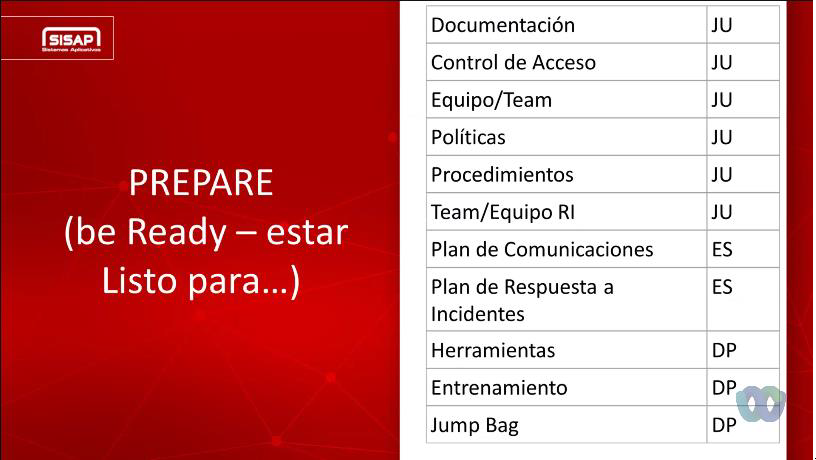 SISAP
Sistemas Aplicativos
PREPARE
(be Ready – estar
Listo para…)
Documentación JU
Control de Acceso JU
Equipo/Team JU
Políticas JU
Procedimientos JU
Team/Equipo RI JU
Plan de Comunicaciones ES
Plan de Respuesta a ES
Incidentes
Herramientas DP
Entrenamiento DP
Jump Bag DP